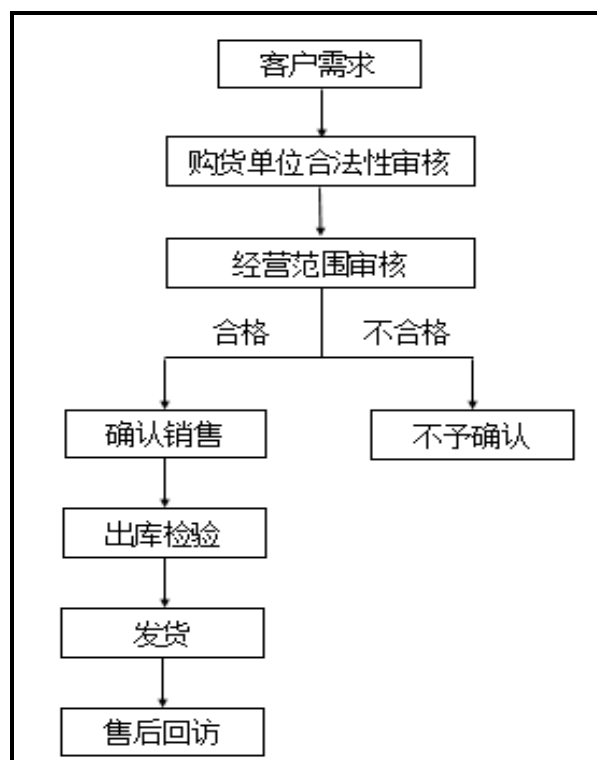 客户需求
购货单位合法性审核
经营范围审核
合格
不合格
确认销售
不予确认
出库检验
发货
售后回访